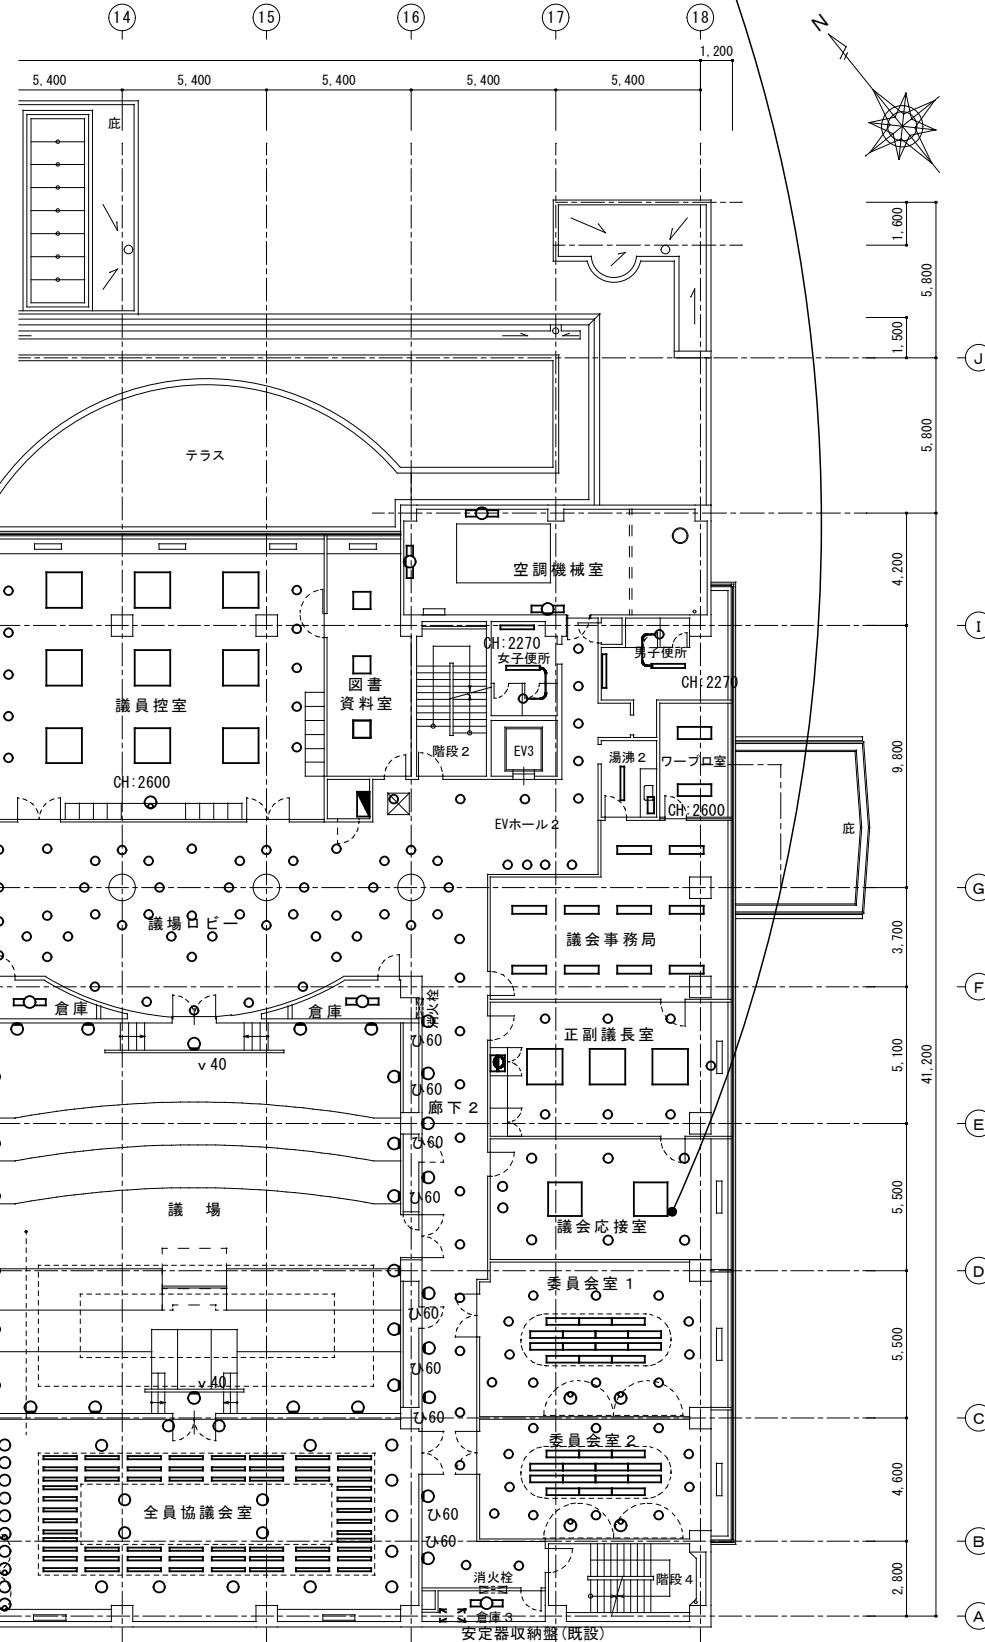 14 15 16 17 18
N
1,200
5,400 5,400 5,400 5,400 5,400
庇
1,600
5,800
1,500
J
5,800
テラス
4,200
空調機械室
I
CH:2270
女子便所
男子便所
CH:2270
図書
資料室
議員控室
階段2
EV3
湯沸2
ワープロ室
9,800
CH:2600
CH:2600
EVホール2
庇
G
議場ロビー
議会事務局
3,700
F
倉庫
倉庫
消火栓
正副議長室
ひ60
v40
5,100
41,200
ひ60
廊下2
E
ひ60
ひ60
議場
議会応接室
5,500
D
委員会室1
ひ60
5,500
ひ60
v40
ひ60
C
委員会室2
4,600
全員協議会室
ひ60
ひ60
B
消火栓
階段4
2,800
倉庫3
A
安定器収納盤(既設)